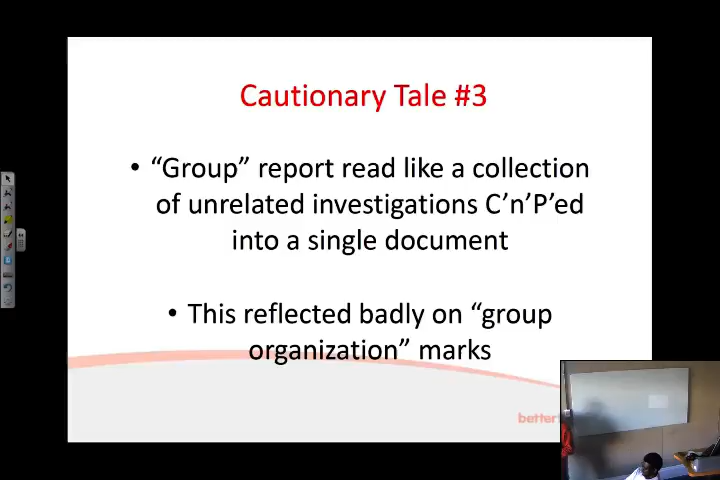 Cautionary Tale #3
• “Group” report read like a collection
of unrelated investigations C’n’P’ed
into a single document
• This reflected badly on “group
organization” marks
better